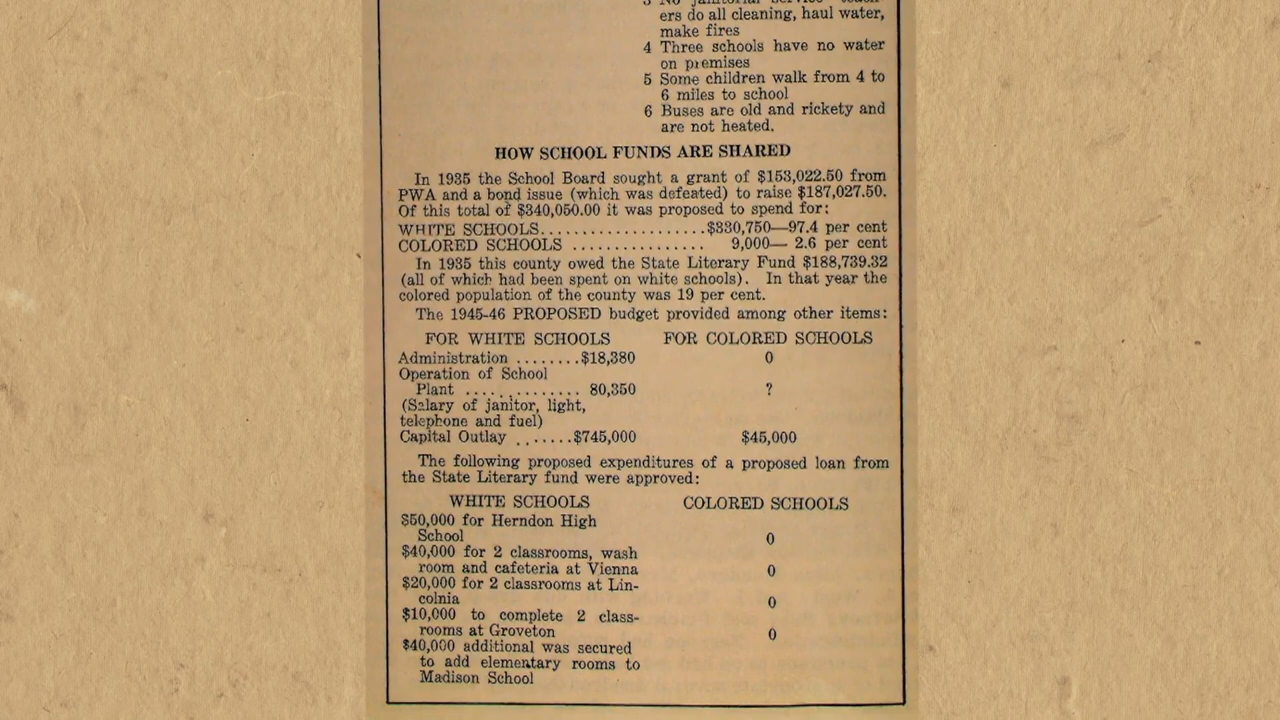 3 No janitorial service teach-
ers do all cleaning, haul water,
make fires
4 Three schools have no water
on premises
5 Some children walk from 4 to
6 miles to school
6 Buses are old and rickety and
are not heated.
HOW SCHOOL FUNDS ARE SHARED
In 1935 the School Board sought a grant of $153,022.50 from
PWA and a bond issue (which was defeated) to raise $187,027.50.
Of this total of $340,050.00 it was proposed to spend for:
WHITE SCHOOLS....................$330,750—97.4 per cent
COLORED SCHOOLS ................ 9,000— 2.6 per cent
In 1935 this county owed the State Literary Fund $188,739.32
(all of which had been spent on white schools). In that year the
colored population of the county was 19 per cent.
The 1945-46 PROPOSED budget provided among other items:
FOR WHITE SCHOOLS FOR COLORED SCHOOLS
Administration ........$18,380 0
Operation of School
Plant .............. 80,350 ?
(Salary of janitor, light,
telephone and fuel)
Capital Outlay .......$745,000 $45,000
The following proposed expenditures of a proposed loan from
the State Literary fund were approved:
WHITE SCHOOLS COLORED SCHOOLS
$50,000 for Herndon High
School 0
$40,000 for 2 classrooms, wash
room and cafeteria at Vienna 0
$20,000 for 2 classrooms at Lin-
colnia 0
$10,000 to complete 2 class-
rooms at Groveton 0
$40,000 additional was secured
to add elementary rooms to
Madison School